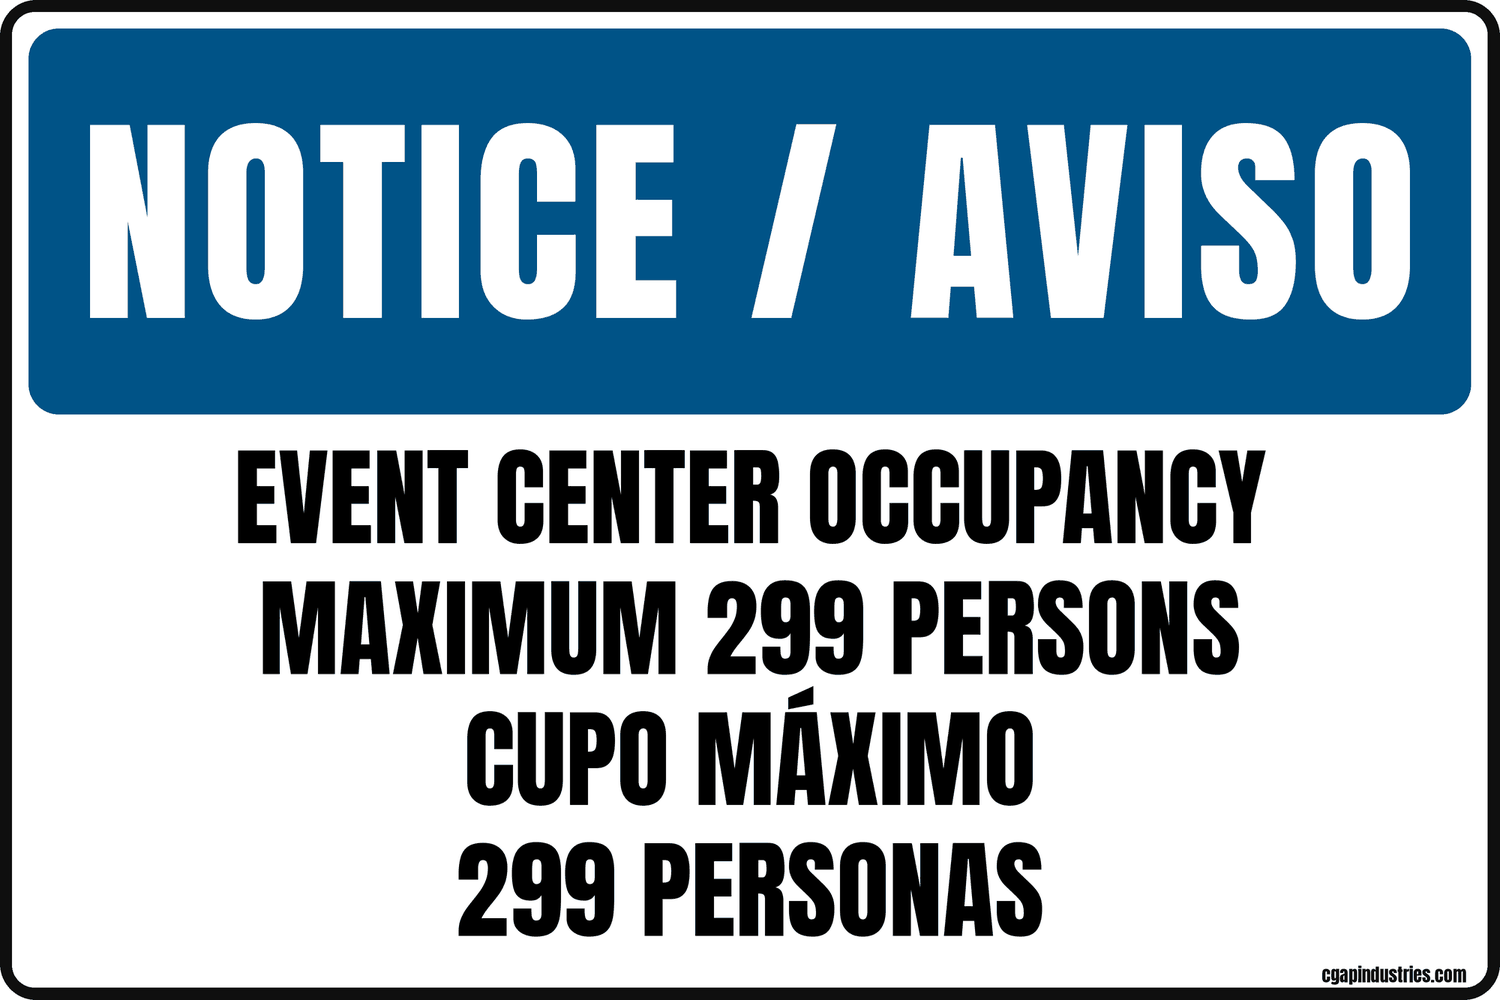 NOTICE / AVISO
EVENT CENTER OCCUPANCY
MAXIMUM 299 PERSONS
CUPO MÁXIMO
299 PERSONAS
cgapindustries.com